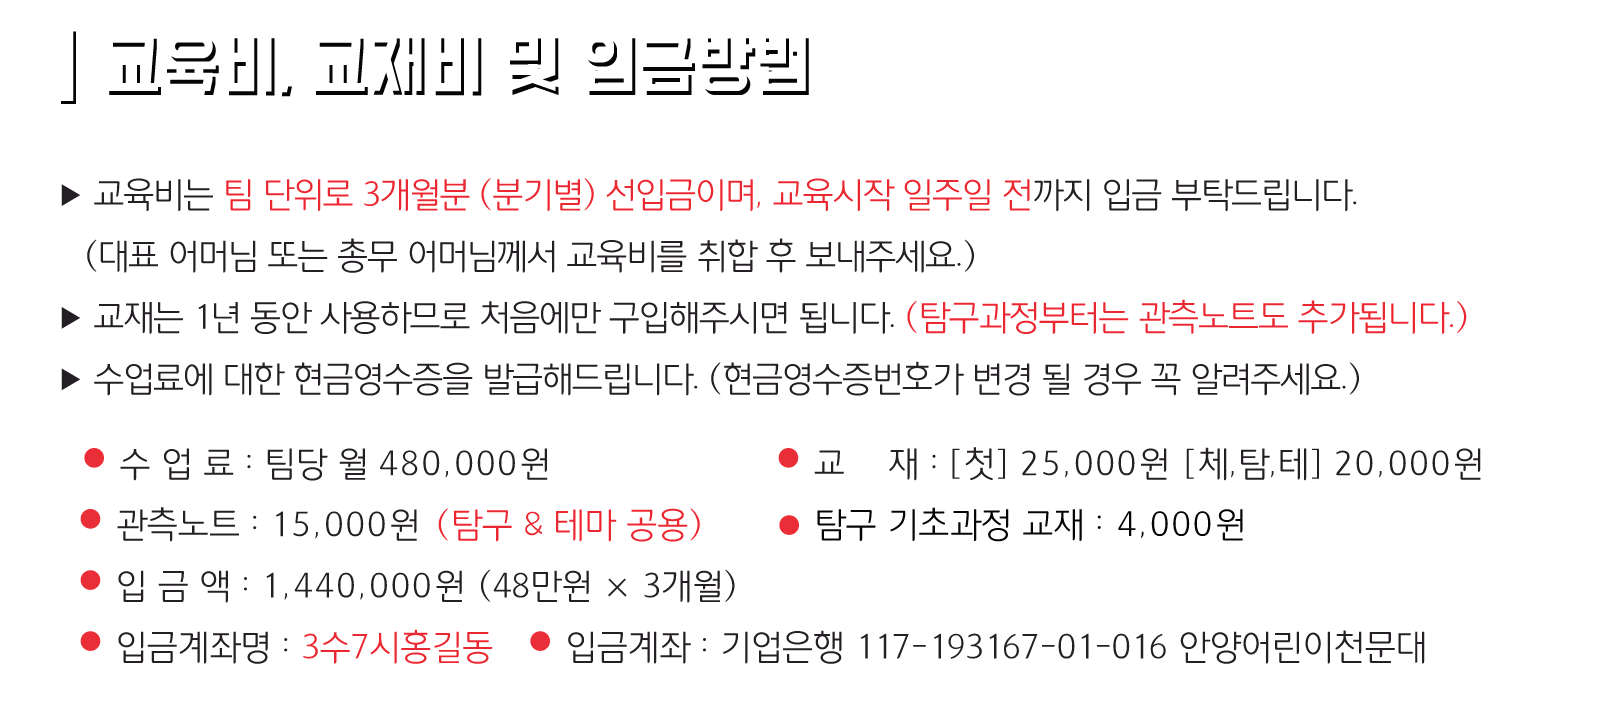 교육비, 교재비 및 입금방법
▶ 교육비는 팀 단위로 3개월분 (분기별) 선입금이며, 교육시작 일주일 전까지 입금 부탁드립니다.
(대표 어머님 또는 총무 어머님께서 교육비를 취합 후 보내주세요.)
▶ 교재는 1년 동안 사용하므로 처음에만 구입해주시면 됩니다. (탐구과정부터는 관측노트도 추가됩니다.)
▶ 수업료에 대한 현금영수증을 발급해드립니다. (현금영수증번호가 변경 될 경우 꼭 알려주세요.)
● 수 업 료 : 팀당 월 480,000원 ● 교 재 : [첫] 25,000원 [체,탐,테] 20,000원
● 관측노트 : 15,000원 (탐구 & 테마 공용) ● 탐구 기초과정 교재 : 4,000원
● 입 금 액 : 1,440,000원 (48만원 × 3개월)
● 입금계좌명 : 3수7시홍길동 ● 입금계좌 : 기업은행 117-193167-01-016 안양어린이천문대